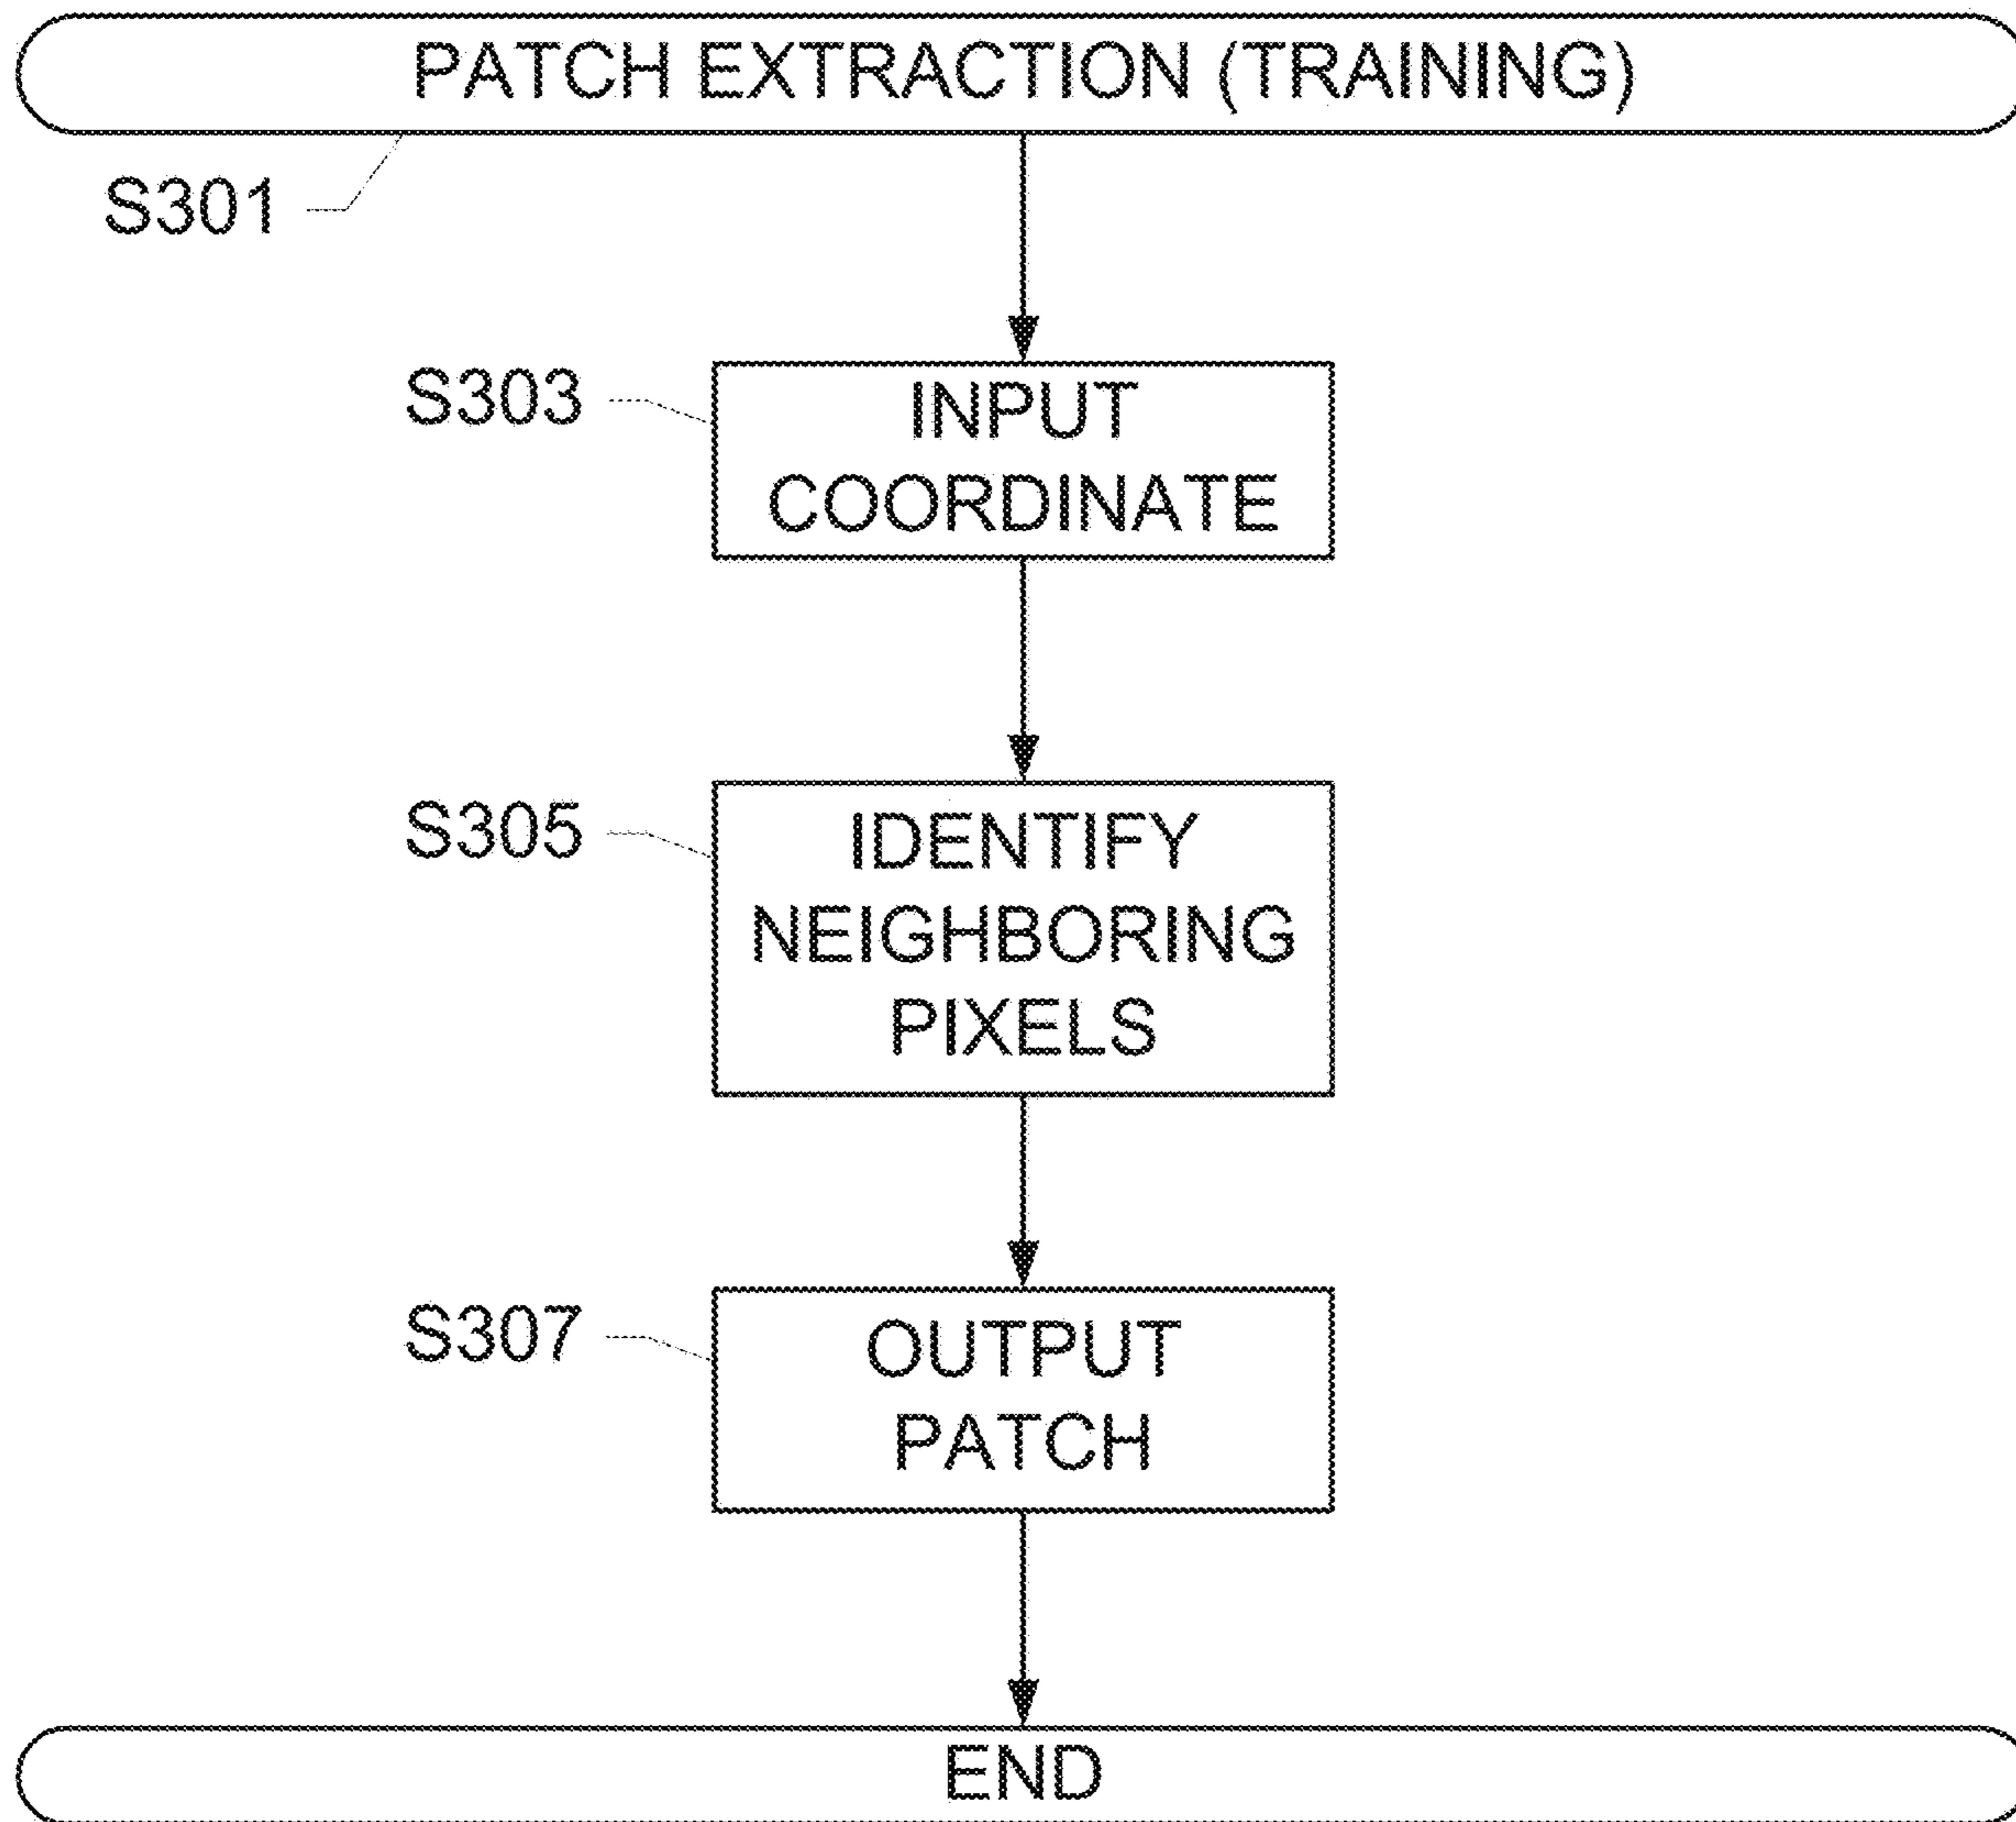 PATCH EXTRACTION (TRAINING)
S301
S303
INPUT
COORDINATE
S305
IDENTIFY
NEIGHBORING
PIXELS
S307
OUTPUT
PATCH
END